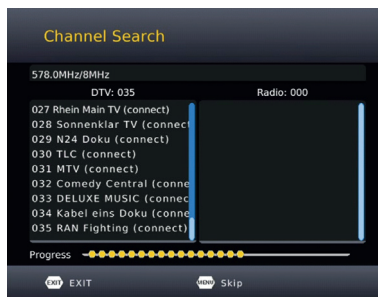 Channel Search
578.0MHz/8MHz
DTV: 035 Radio: 000
027 Rhein Main TV (connect)
028 Sonnenklar TV (connect
029 N24 Doku (connect)
030 TLC (connect)
031 MTV (connect)
032 Comedy Central (conne
033 DELUXE MUSIC (connec
034 Kabel eins Doku (conne
035 RAN Fighting (connect)
Progress
EXIT EXIT MENU Skip